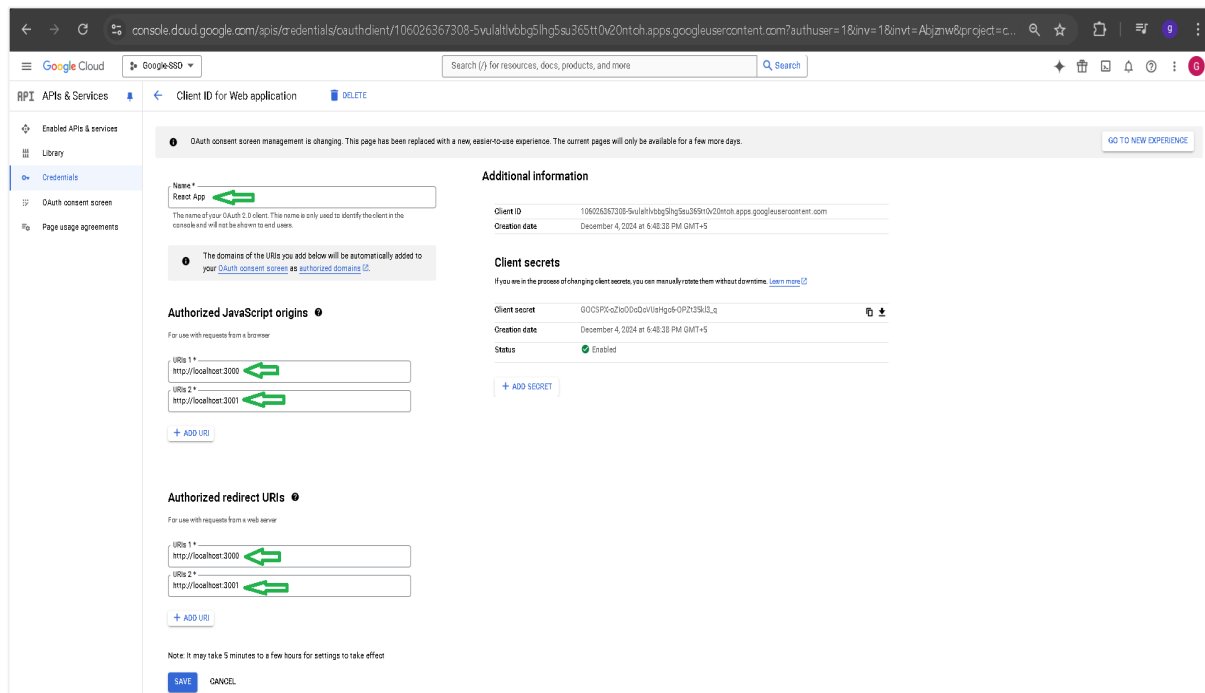 console.cloud.google.com/apis/credentials/oauthclient/106026367308-5vulaltlvbbg5lhg5su365tt0v20ntoh.apps.googleusercontent.com?authuser=1&inv=1&invt=Abjznw&project=c...
g
Google Cloud
Google-SSO
Search (/) for resources, docs, products, and more
Search
G
API APIs & Services
Client ID for Web application
DELETE
Enabled APIs & services
Library
Credentials
OAuth consent screen
Page usage agreements
OAuth consent screen management is changing. This page has been replaced with a new, easier-to-use experience. The current pages will only be available for a few more days.
GO TO NEW EXPERIENCE
Name *
React App
The name of your OAuth 2.0 client. This name is only used to identify the client in the
console and will not be shown to end users.
The domains of the URIs you add below will be automatically added to
your OAuth consent screen as authorized domains.
Authorized JavaScript origins
For use with requests from a browser
URIs 1 *
http://localhost:3000
URIs 2 *
http://localhost:3001
+ ADD URI
Authorized redirect URIs
For use with requests from a web server
URIs 1 *
http://localhost:3000
URIs 2 *
http://localhost:3001
+ ADD URI
Note: It may take 5 minutes to a few hours for settings to take effect
SAVE
CANCEL
Additional information
Client ID 106026367308-5vulaltlvbbg5lhg5su365tt0v20ntoh.apps.googleusercontent.com
Creation date December 4, 2024 at 6:48:38 PM GMT+5
Client secrets
If you are in the process of changing client secrets, you can manually rotate them without downtime. Learn more
Client secret
Creation date December 4, 2024 at 6:48:38 PM GMT+5
Status Enabled
+ ADD SECRET